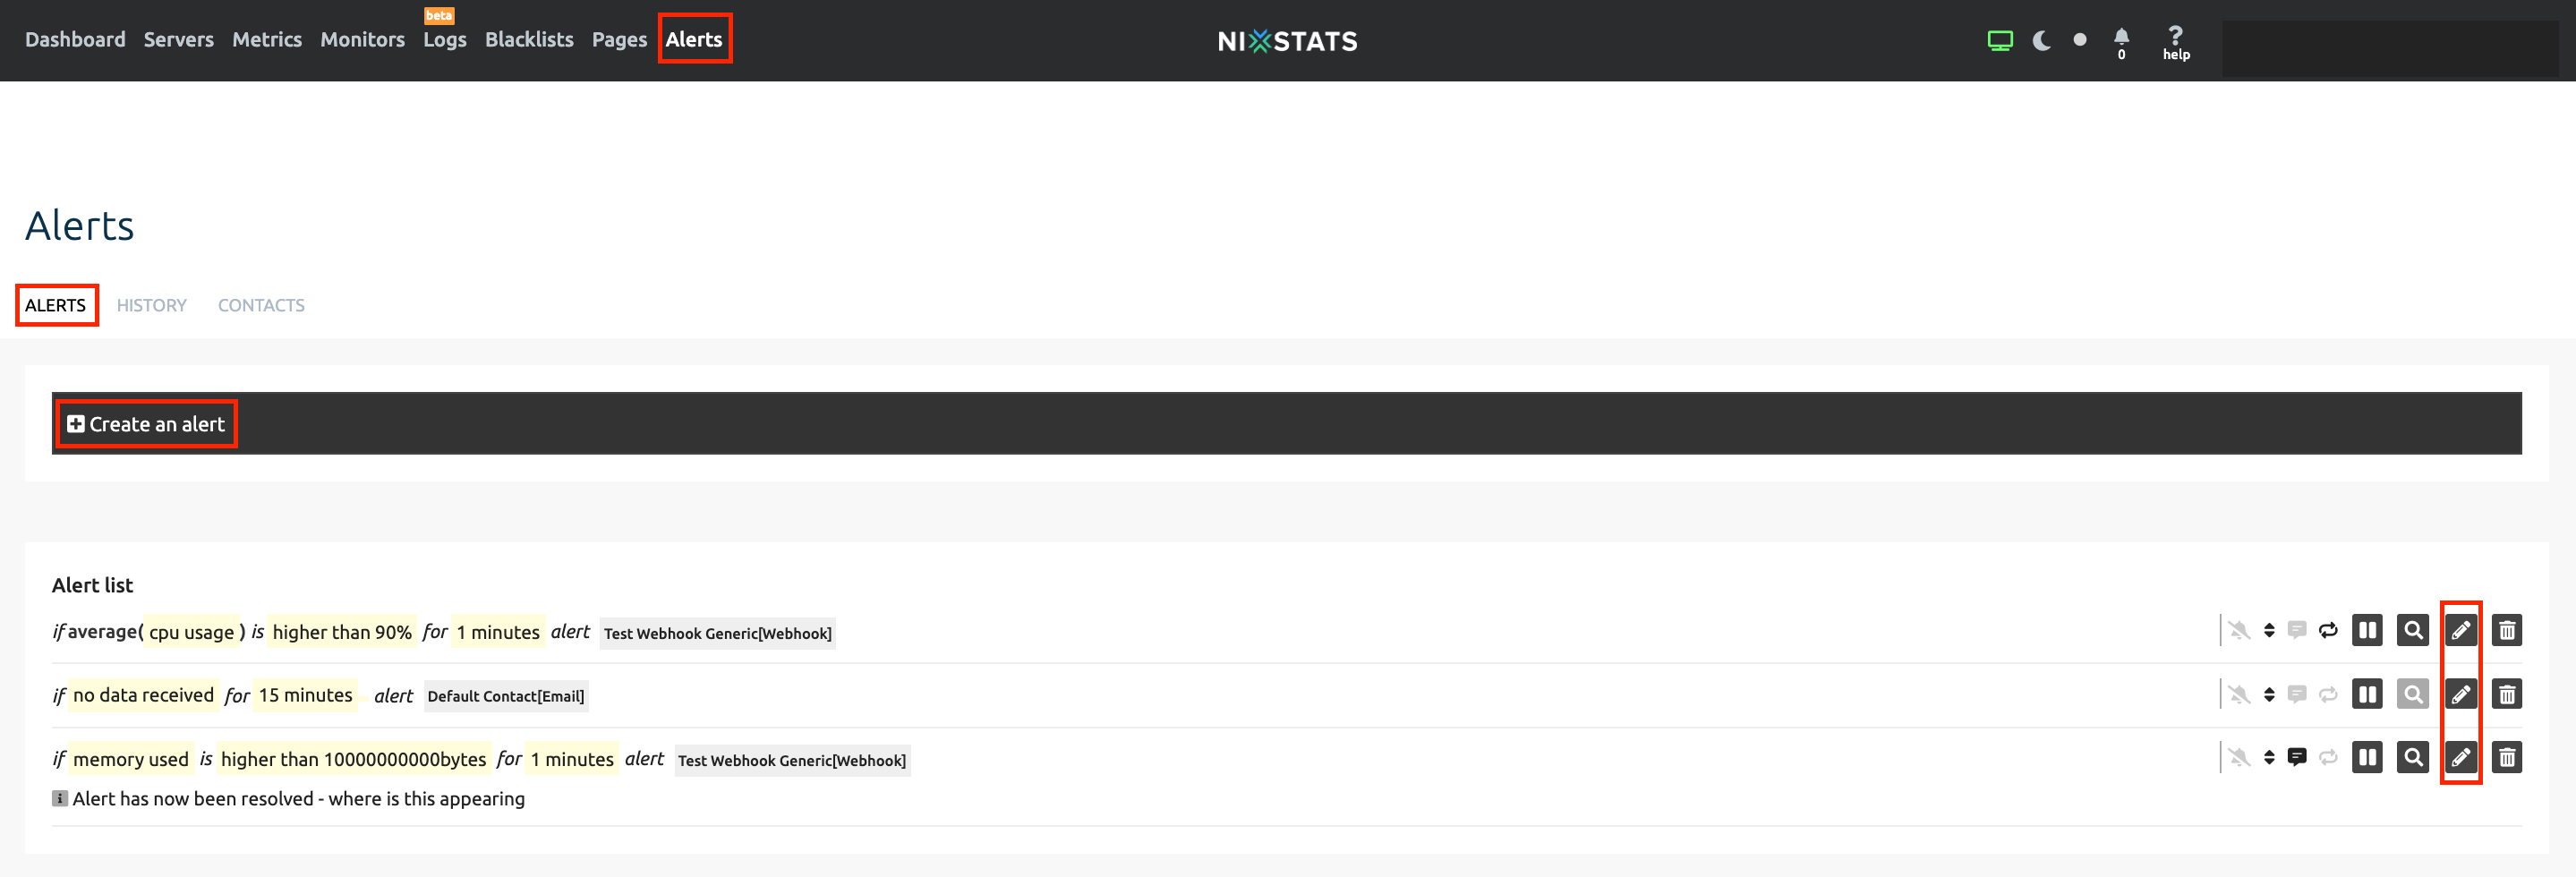 beta
Dashboard Servers Metrics Monitors Logs Blacklists Pages Alerts NIXSTATS 0 help
Alerts
ALERTS HISTORY CONTACTS
Create an alert
Alert list
if average( cpu usage ) is higher than 90% for 1 minutes alert Test Webhook Generic[Webhook]
if no data received for 15 minutes alert Default Contact[Email]
if memory used is higher than 10000000000bytes for 1 minutes alert Test Webhook Generic[Webhook]
Alert has now been resolved - where is this appearing